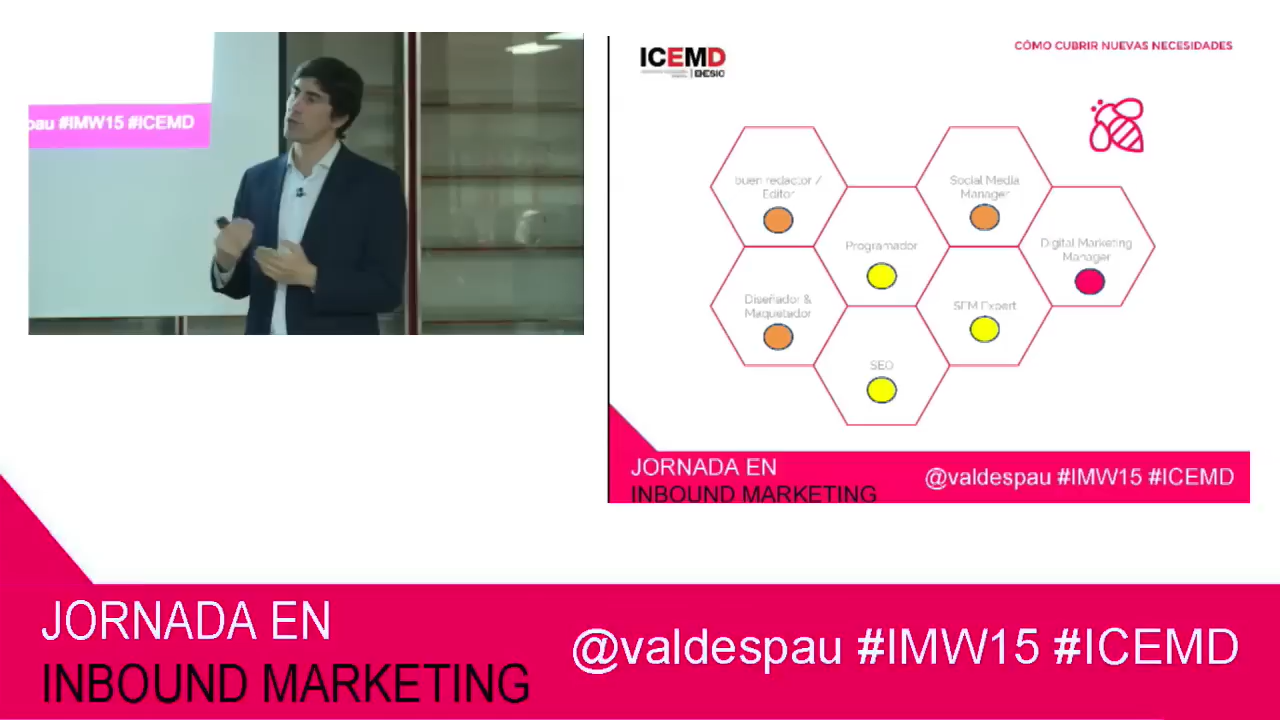 pau #IMW15 #ICEMD
ICEMD
ESIC
CÓMO CUBRIR NUEVAS NECESIDADES
buen redactor /
Editor
Social Media
Manager
Programador
Digital Marketing
Manager
Diseñador &
Maquetador
SEM Expert
SEO
JORNADA EN
INBOUND MARKETING
@valdespau #IMW15 #ICEMD
JORNADA EN
INBOUND MARKETING
@valdespau #IMW15 #ICEMD